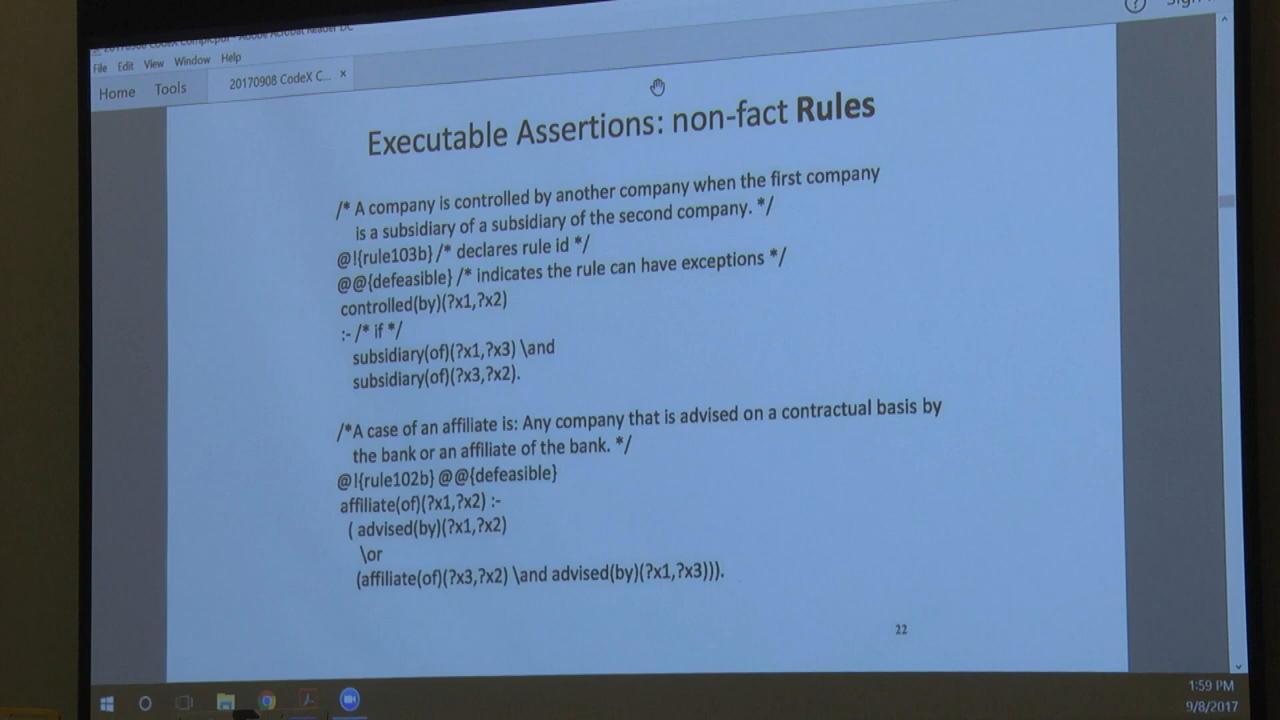 File Edit View Window Help
Home Tools 20170908 CodeX C... ×
Executable Assertions: non-fact Rules
/* A company is controlled by another company when the first company
is a subsidiary of a subsidiary of the second company. */
@!{rule103b} /* declares rule id */
@@{defeasible} /* indicates the rule can have exceptions */
controlled(by)(?x1,?x2)
:- /* if */
subsidiary(of)(?x1,?x3) \and
subsidiary(of)(?x3,?x2).
/*A case of an affiliate is: Any company that is advised on a contractual basis by
the bank or an affiliate of the bank. */
@!{rule102b} @@{defeasible}
affiliate(of)(?x1,?x2) :-
( advised(by)(?x1,?x2)
\or
(affiliate(of)(?x3,?x2) \and advised(by)(?x1,?x3))).
22
1:59 PM
9/8/2017